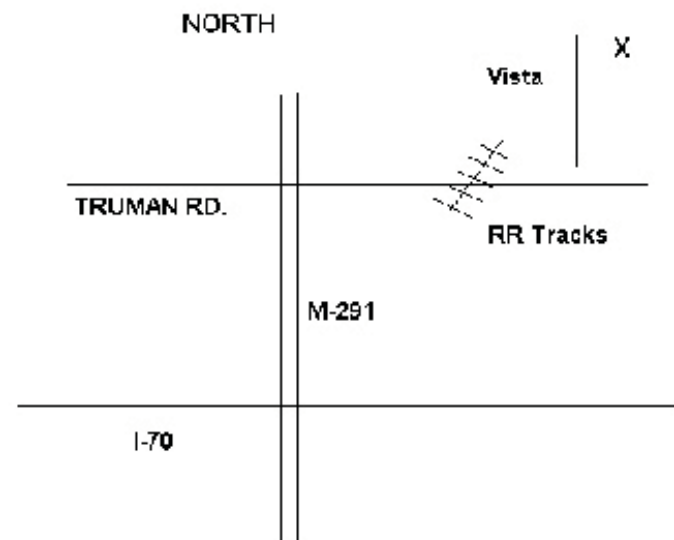 NORTH
X
Vista
TRUMAN RD.
RR Tracks
M-291
I-70